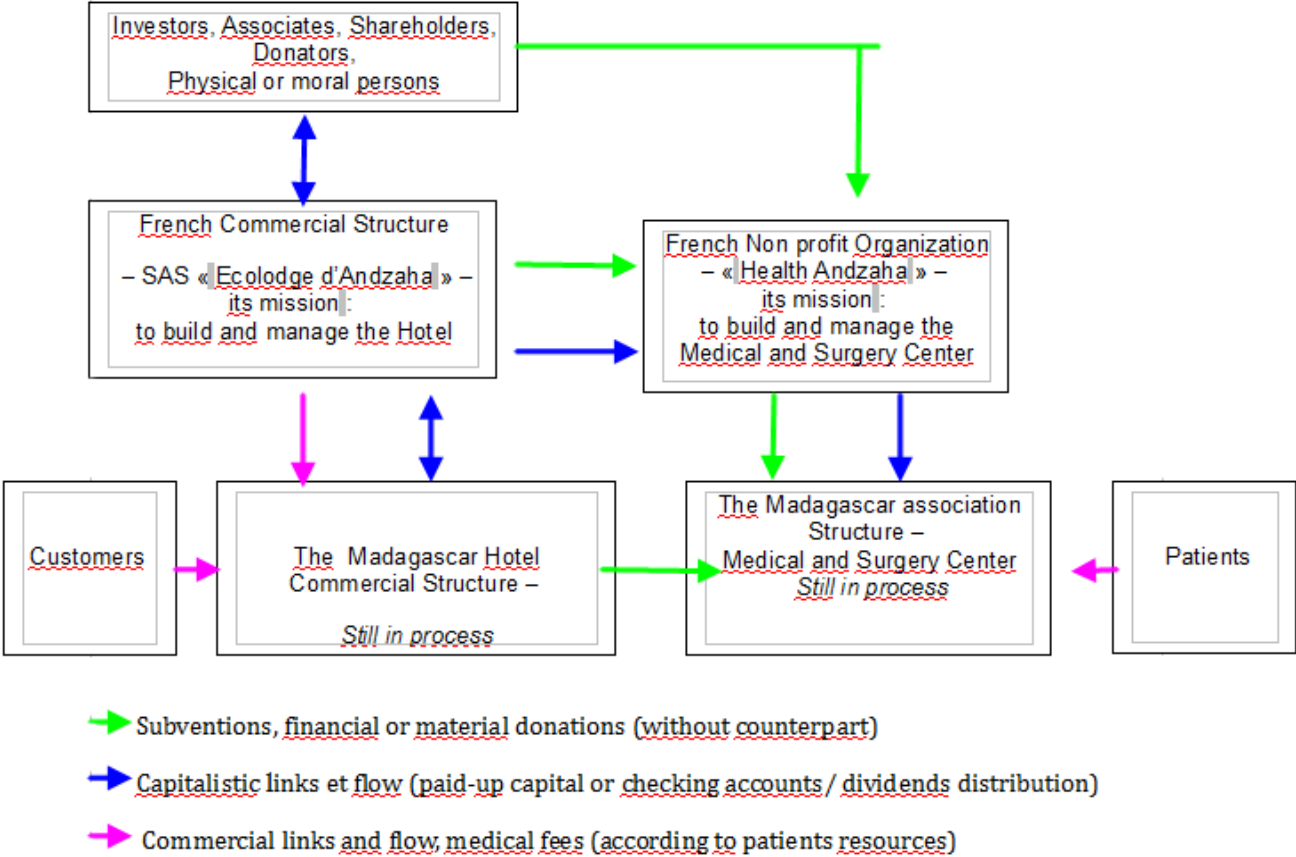 Investors, Associates, Shareholders,
Donators,
Physical or moral persons
French Commercial Structure
– SAS « Ecolodge d'Andzaha » –
its mission :
to build and manage the Hotel
French Non profit Organization
– « Health Andzaha » –
its mission :
to build and manage the
Medical and Surgery Center
Customers
The Madagascar Hotel
Commercial Structure –
Still in process
The Madagascar association
Structure –
Medical and Surgery Center
Still in process
Patients
Subventions, financial or material donations (without counterpart)
Capitalistic links et flow (paid-up capital or checking accounts/ dividends distribution)
Commercial links and flow, medical fees (according to patients resources)